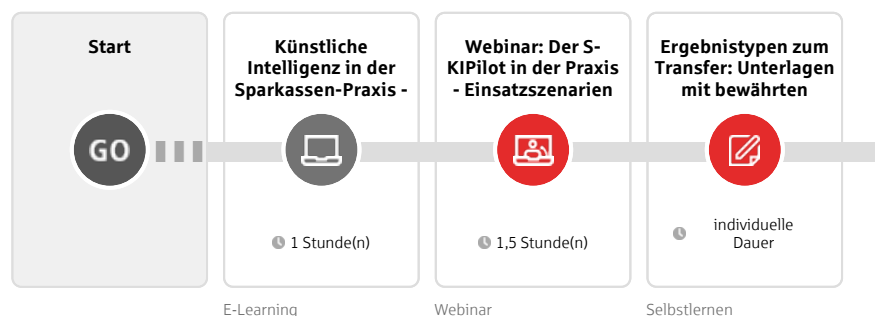 Start
GO
Künstliche
Intelligenz in der
Sparkassen-Praxis -
1 Stunde(n)
E-Learning
Webinar: Der S-
KIPilot in der Praxis
- Einsatzszenarien
1,5 Stunde(n)
Webinar
Ergebnistypen zum
Transfer: Unterlagen
mit bewährten
individuelle
Dauer
Selbstlernen